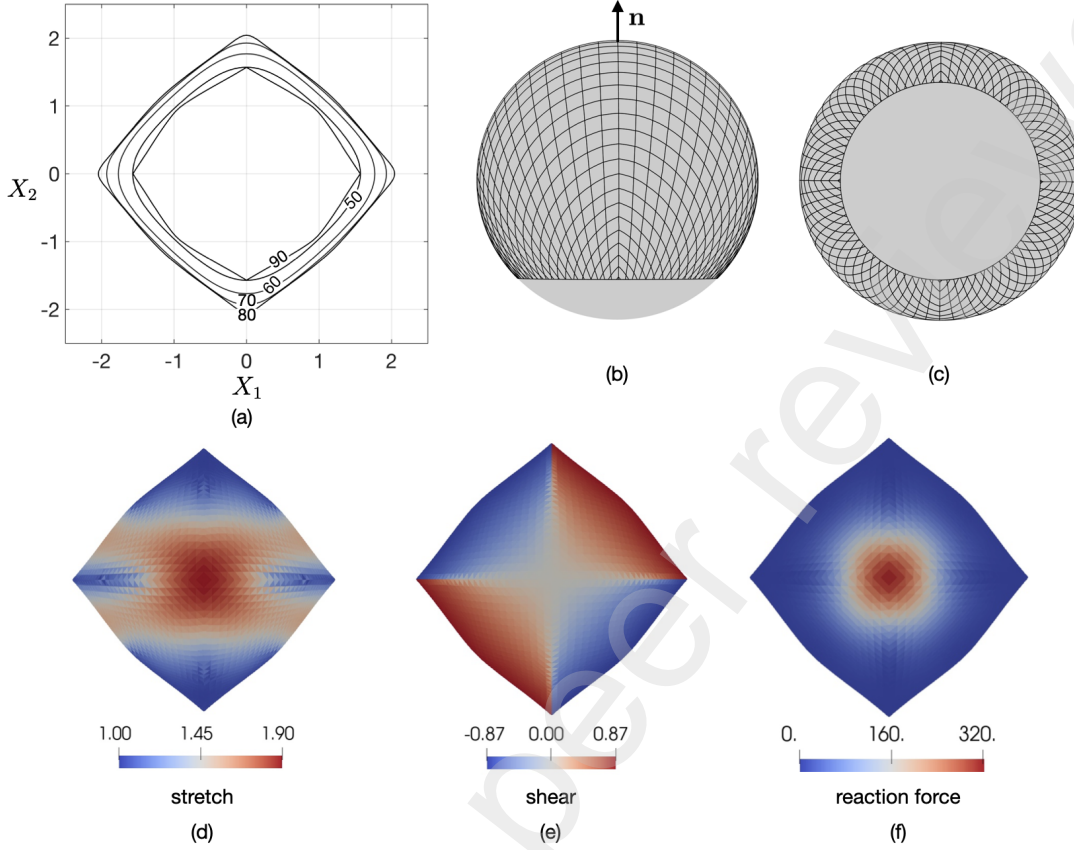 2
1
0
-1
-2
X₂
-2
-1
0
1
2
X₁
50
90
60
70
80
(a)
n
(b)
(c)
1.00 1.45 1.90
stretch
(d)
-0.87 0.00 0.87
shear
(e)
0. 160. 320.
reaction force
(f)
peer review